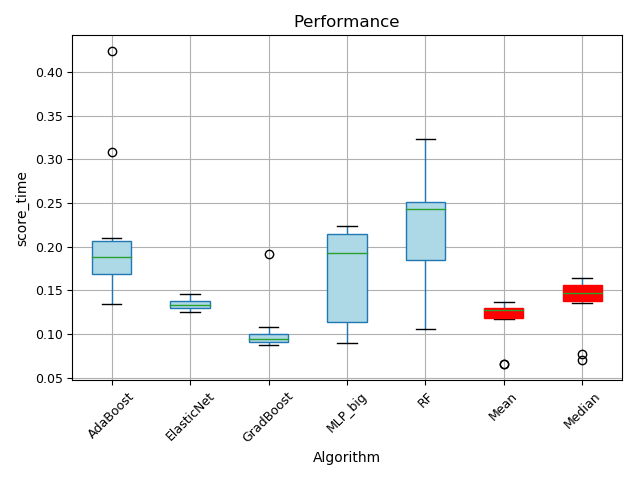 Performance
score_time
0.40
0.35
0.30
0.25
0.20
0.15
0.10
0.05
AdaBoost
ElasticNet
GradBoost
MLP_big
RF
Mean
Median
Algorithm